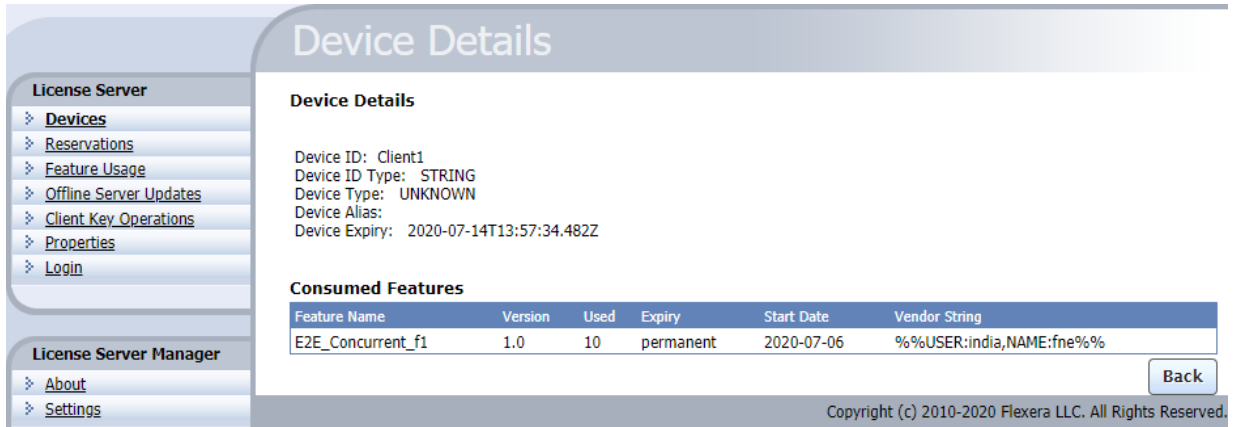 Device Details
License Server
Devices
Reservations
Feature Usage
Offline Server Updates
Client Key Operations
Properties
Login
License Server Manager
About
Settings
Device Details
Device ID: Client1
Device ID Type: STRING
Device Type: UNKNOWN
Device Alias:
Device Expiry: 2020-07-14T13:57:34.482Z
Consumed Features
Feature Name Version Used Expiry Start Date Vendor String
E2E_Concurrent_f1 1.0 10 permanent 2020-07-06 %%USER:india,NAME:fne%%
Back
Copyright (c) 2010-2020 Flexera LLC. All Rights Reserved.